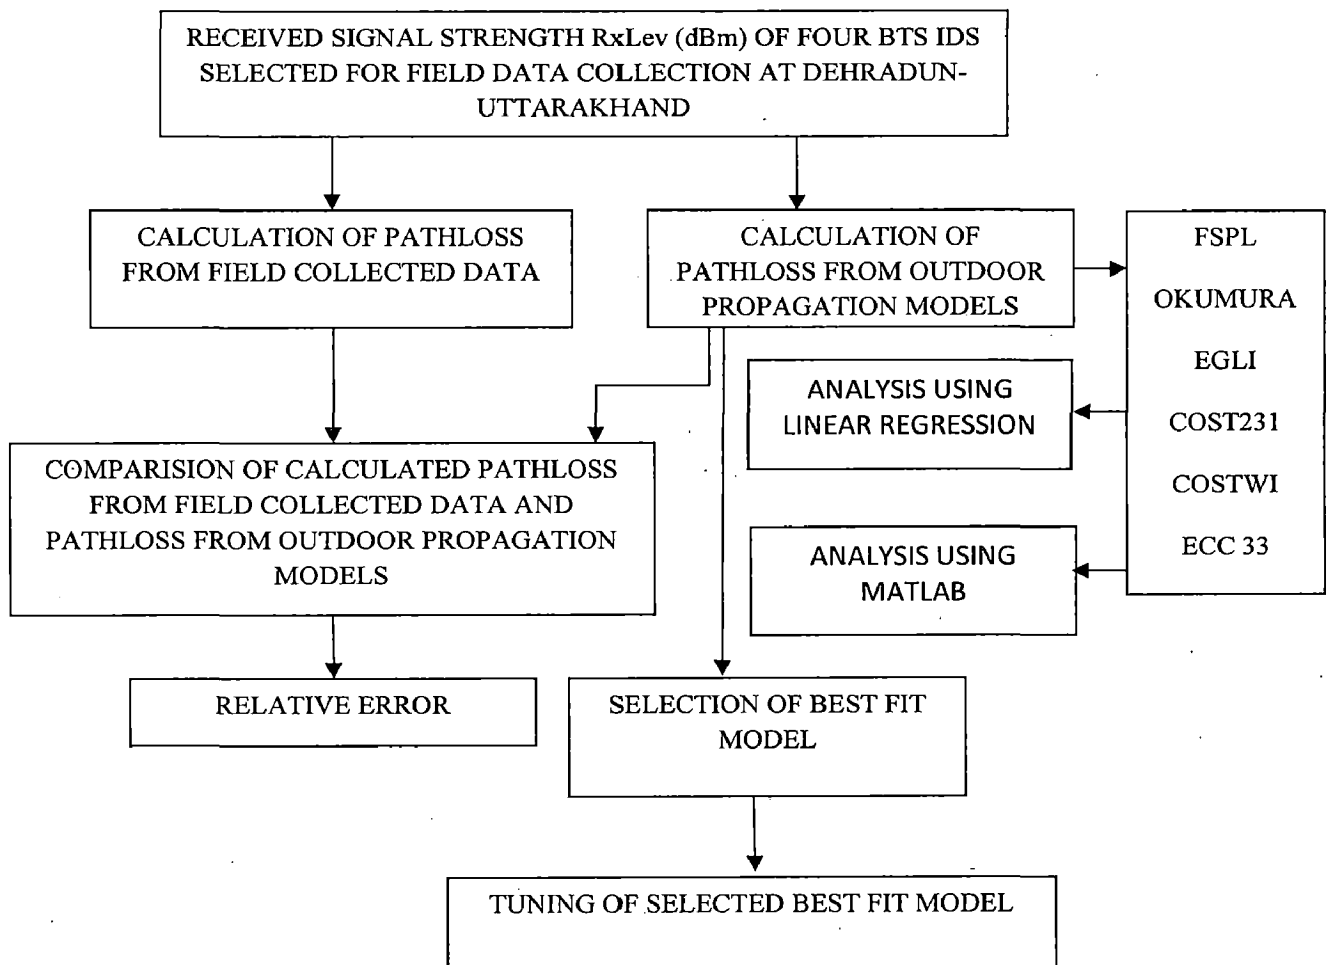 RECEIVED SIGNAL STRENGTH RxLev (dBm) OF FOUR BTS IDS
SELECTED FOR FIELD DATA COLLECTION AT DEHRADUN-
UTTARAKHAND
CALCULATION OF PATHLOSS
FROM FIELD COLLECTED DATA
CALCULATION OF
PATHLOSS FROM OUTDOOR
PROPAGATION MODELS
FSPL
OKUMURA
EGLI
COST231
COSTWI
ECC 33
ANALYSIS USING
LINEAR REGRESSION
COMPARISION OF CALCULATED PATHLOSS
FROM FIELD COLLECTED DATA AND
PATHLOSS FROM OUTDOOR PROPAGATION
MODELS
ANALYSIS USING
MATLAB
RELATIVE ERROR
SELECTION OF BEST FIT
MODEL
TUNING OF SELECTED BEST FIT MODEL